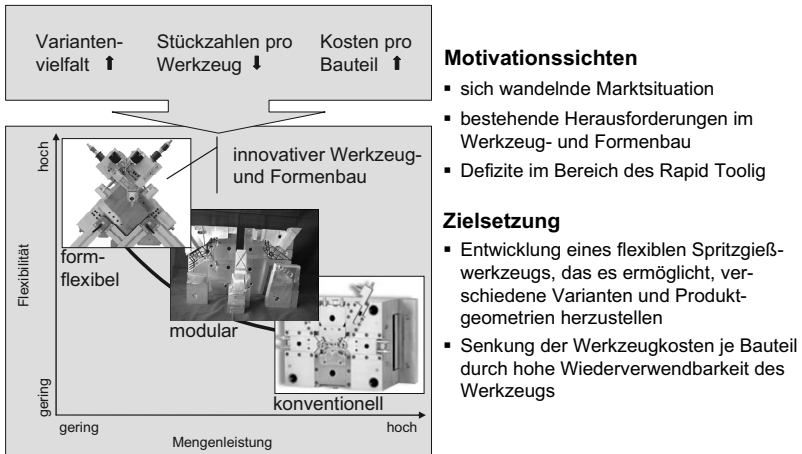 Varianten-
vielfalt ⬆
Stückzahlen pro
Werkzeug ⬇
Kosten pro
Bauteil ⬆
hoch
Flexibilität
gering
innovativer Werkzeug-
und Formenbau
form-
flexibel
modular
konventionell
gering
hoch
Mengenleistung
Motivationssichten
▪ sich wandelnde Marktsituation
▪ bestehende Herausforderungen im
Werkzeug- und Formenbau
▪ Defizite im Bereich des Rapid Toolig
Zielsetzung
▪ Entwicklung eines flexiblen Spritzgieß-
werkzeugs, das es ermöglicht, ver-
schiedene Varianten und Produkt-
geometrien herzustellen
▪ Senkung der Werkzeugkosten je Bauteil
durch hohe Wiederverwendbarkeit des
Werkzeugs